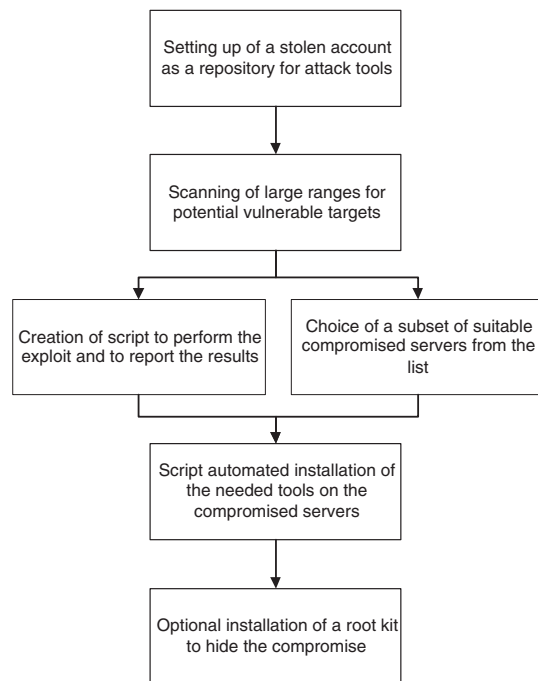 Setting up of a stolen account
as a repository for attack tools
Scanning of large ranges for
potential vulnerable targets
Creation of script to perform the
exploit and to report the results
Choice of a subset of suitable
compromised servers from the
list
Script automated installation of
the needed tools on the
compromised servers
Optional installation of a root kit
to hide the compromise